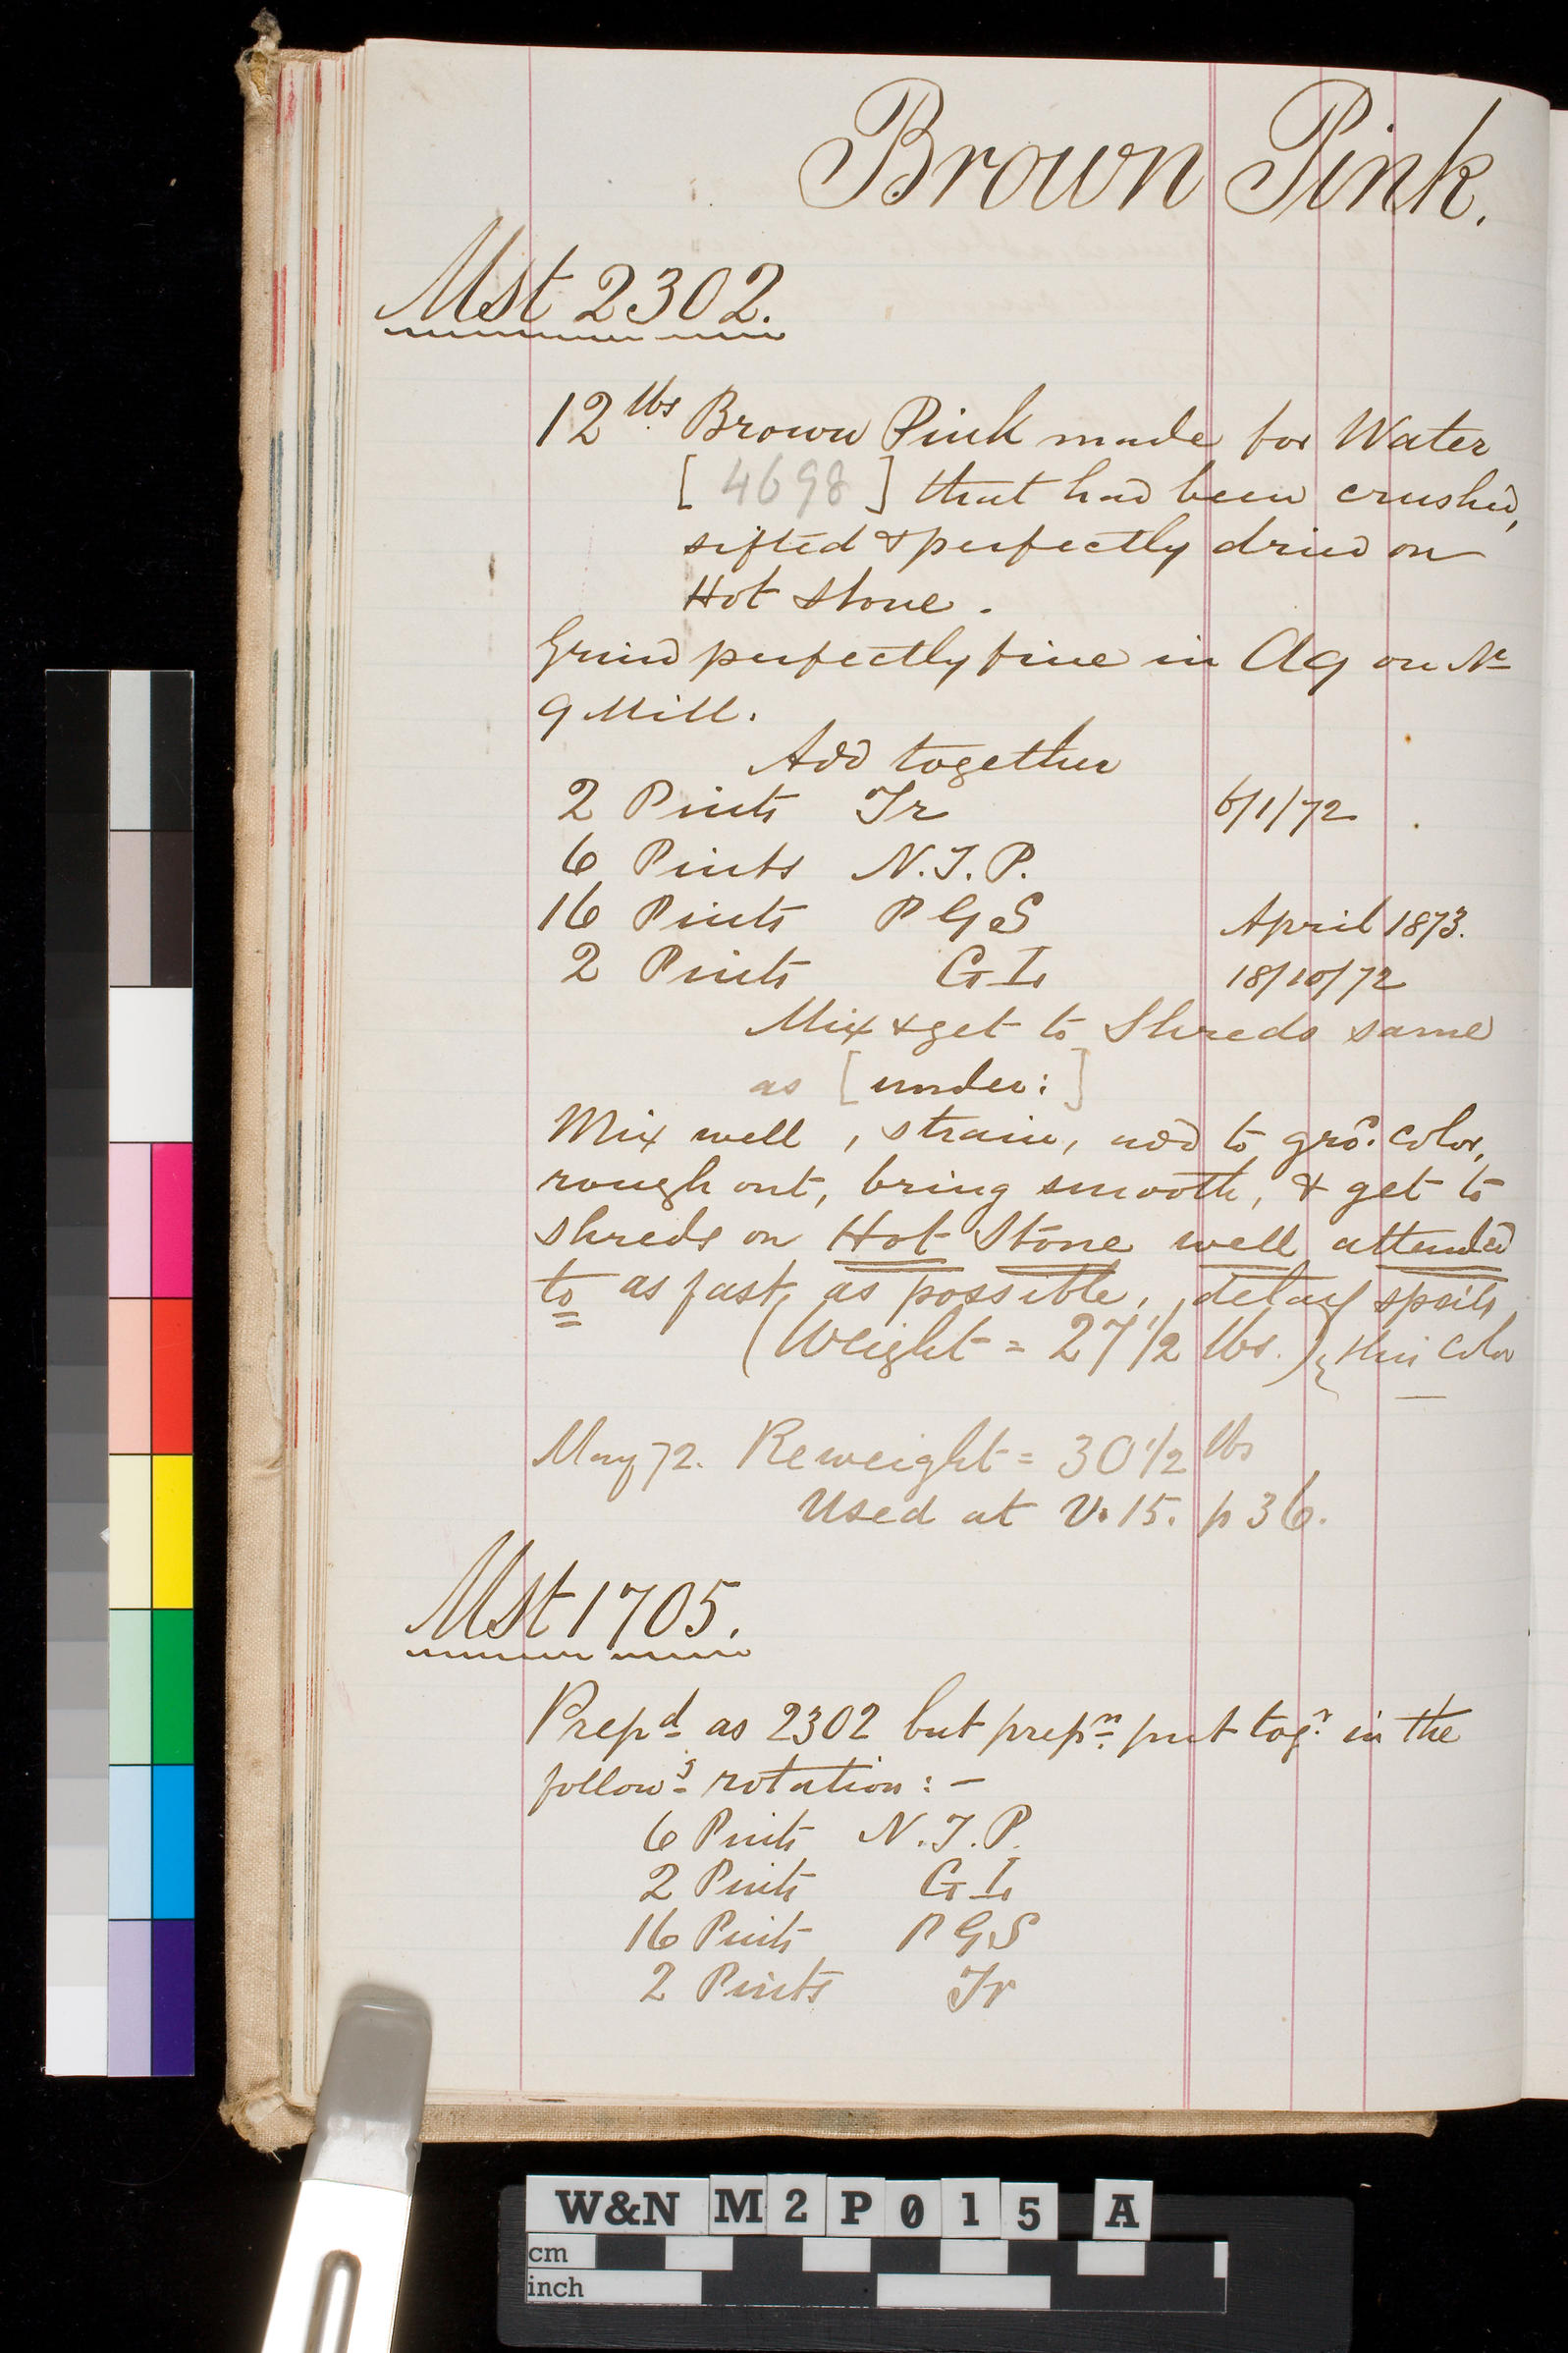 Brown Pink.
Mst 2302.
12 lbs Brown Pink made for Water
[ 4698 ] that had been crushed,
sifted & perfectly dried on
Hot Stone.
Grind perfectly fine in Ag on No
9 Mill.
Add together
2 Pints Tr 6/1/72
6 Pints N.T.P.
16 Pints P G S April 1873.
2 Pints G I 18/10/72
Mix & get to Shreds same
as [ under: ]
Mix well, strain, add to grd. color,
rough out, bring smooth, & get to
shreds on Hot Stone well attended
to as fast as possible, delay spoils
(Weight = 27 1/2 lbs.) { this color
May 72. Reweight = 30 1/2 lbs
Used at V. 15. p 36.
Mst 1705.
Prepd as 2302 but prepn. put togr. in the
followg rotation: -
6 Pints N.T.P.
2 Pints G I
16 Pints P G S
2 Pints Tr
W&N M2P015 A
cm
inch